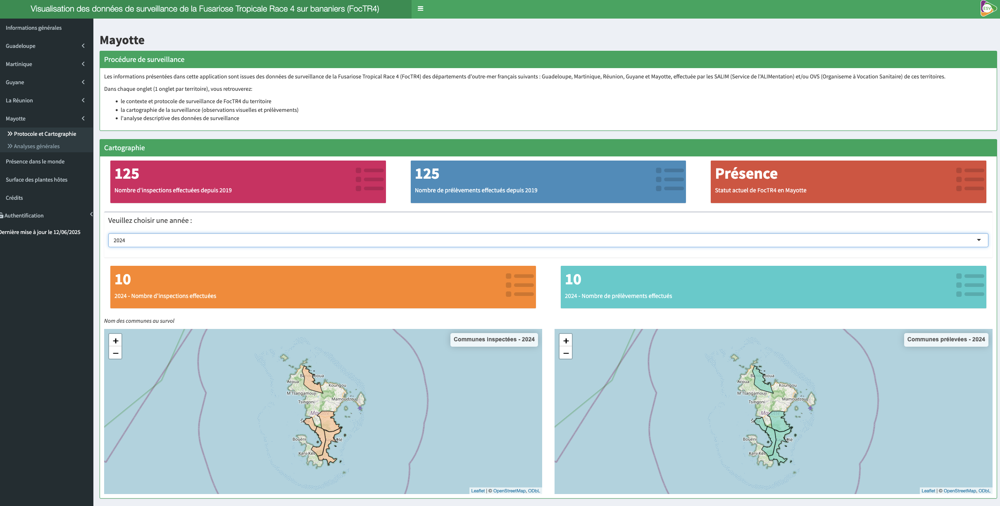 Visualisation des données de surveillance de la Fusariose Tropicale Race 4 sur bananiers (FocTR4)
ESV
Informations générales
Guadeloupe
Martinique
Guyane
La Réunion
Mayotte
Protocole et Cartographie
Analyses générales
Présence dans le monde
Surface des plantes hôtes
Crédits
Authentification
Dernière mise à jour le 12/06/2025
Mayotte
Procédure de surveillance
Les informations présentées dans cette application sont issues des données de surveillance de la Fusariose Tropical Race 4 (FocTR4) des départements d'outre-mer français suivants : Guadeloupe, Martinique, Réunion, Guyane et Mayotte, effectuée par les SALIM (Service de l'ALIMentation) et/ou OVS (Organiseme à Vocation Sanitaire) de ces territoires.
Dans chaque onglet (1 onglet par territoire), vous retrouverez:
• le contexte et protocole de surveillance de FocTR4 du territoire
• la cartographie de la surveillance (observations visuelles et prélèvements)
• l'analyse descriptive des données de surveillance
Cartographie
125
Nombre d'inspections effectuées depuis 2019
125
Nombre de prélèvements effectués depuis 2019
Présence
Statut actuel de FocTR4 en Mayotte
Veuillez choisir une année :
2024
10
2024 - Nombre d'inspections effectuées
10
2024 - Nombre de prélèvements effectués
Nom des communes au survol
+
−
Communes inspectées - 2024
Bandraboua
Acoua
Koungou
M'Tsangamouji
Mamoudzou
Tsingoni
Mayotte
Sada
Bouéni
Bandrélé
Kani-Kéli
Leaflet | © OpenStreetMap, ODbL
+
−
Communes prélevées - 2024
Bandraboua
Acoua
Koungou
M'Tsangamouji
Mamoudzou
Tsingoni
Mayotte
Sada
Bouéni
Bandrélé
Kani-Kéli
Leaflet | © OpenStreetMap, ODbL